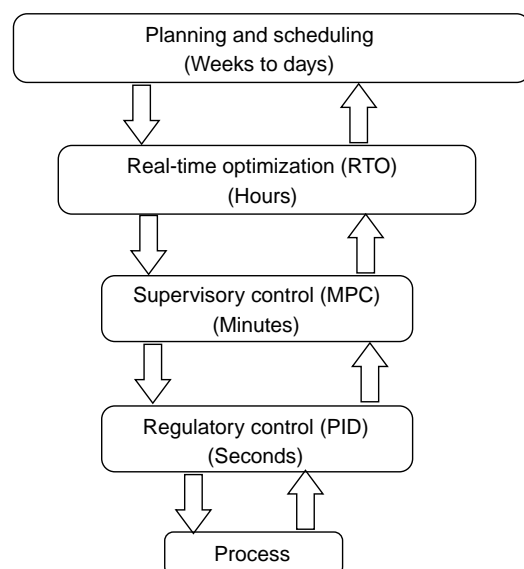 Planning and scheduling
(Weeks to days)
Real-time optimization (RTO)
(Hours)
Supervisory control (MPC)
(Minutes)
Regulatory control (PID)
(Seconds)
Process